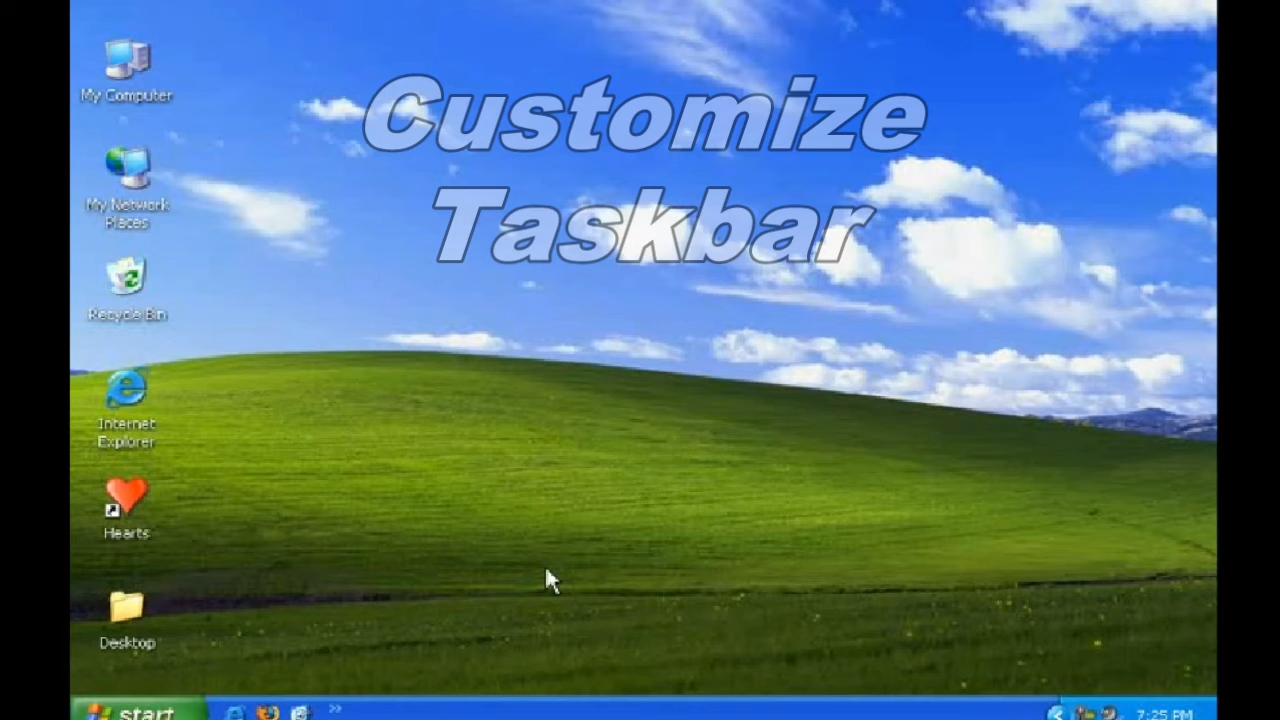 Customize
Taskbar
My Computer
My Network
Places
Recycle Bin
Internet
Explorer
Hearts
Desktop
start
7:25 PM